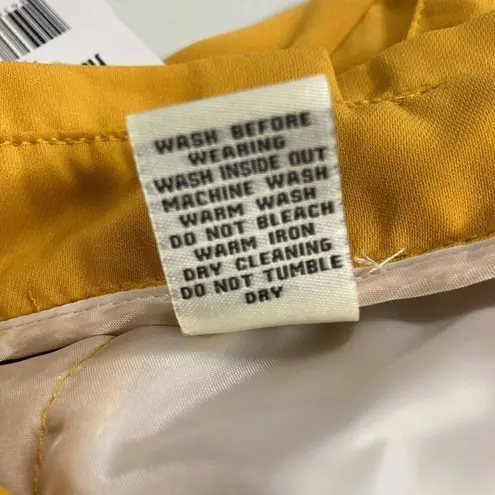 WASH BEFORE
WEARING
WASH INSIDE OUT
MACHINE WASH
WARM WASH
DO NOT BLEACH
WARM IRON
DRY CLEANING
DO NOT TUMBLE
DRY